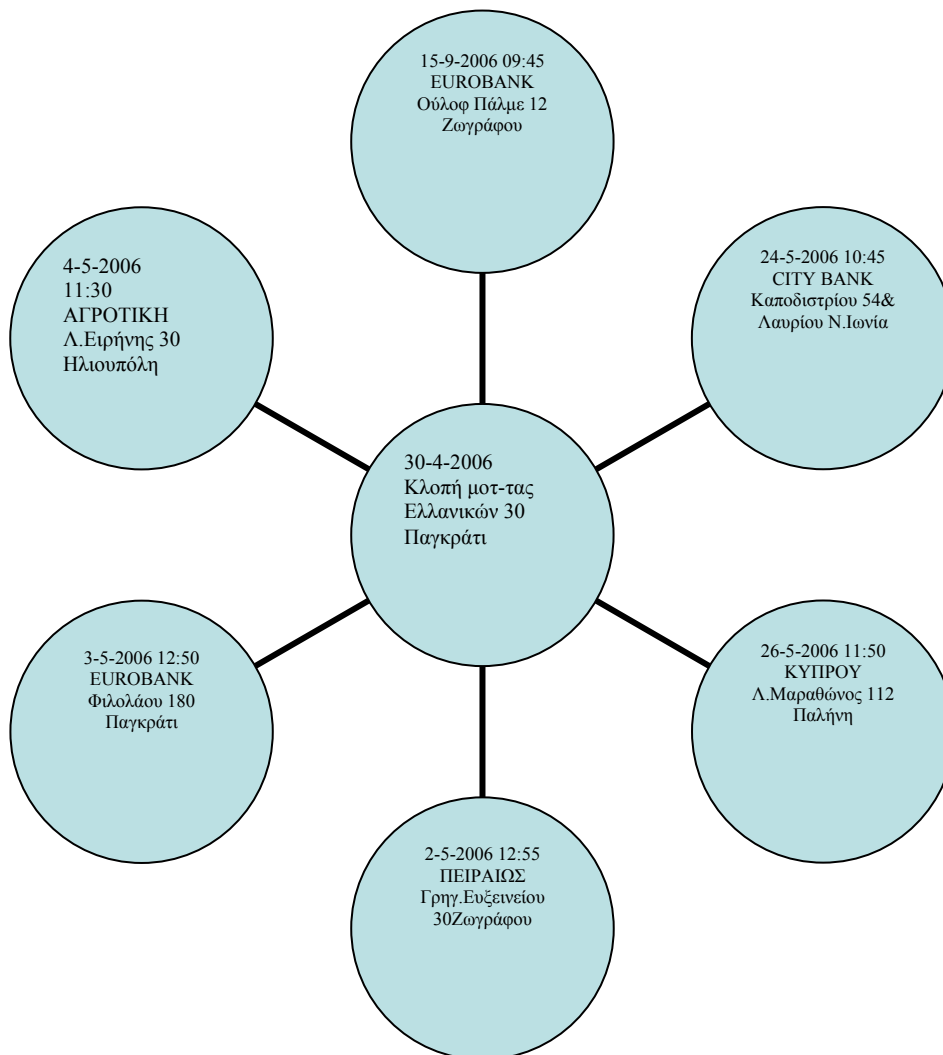 15-9-2006 09:45
EUROBANK
Ούλοφ Πάλμε 12
Ζωγράφου
4-5-2006
11:30
ΑΓΡΟΤΙΚΗ
Λ.Ειρήνης 30
Ηλιουπόλη
24-5-2006 10:45
CITY BANK
Καποδιστρίου 54&
Λαυρίου Ν.Ιωνία
30-4-2006
Κλοπή μοτ-τας
Ελλανικών 30
Παγκράτι
3-5-2006 12:50
EUROBANK
Φιλολάου 180
Παγκράτι
26-5-2006 11:50
ΚΥΠΡΟΥ
Λ.Μαραθώνος 112
Παλήνη
2-5-2006 12:55
ΠΕΙΡΑΙΩΣ
Γρηγ.Ευξεινείου
30Ζωγράφου